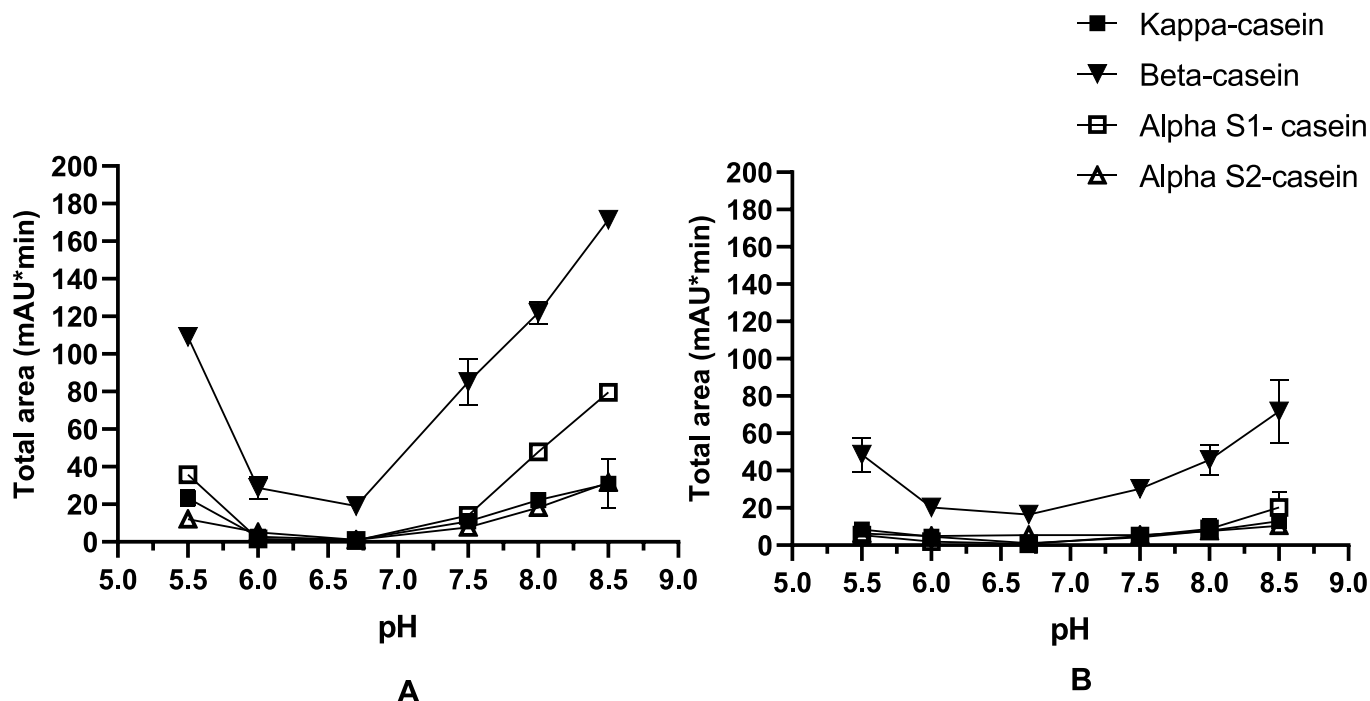 Kappa-casein
Beta-casein
Alpha S1- casein
Alpha S2-casein
Total area (mAU*min)
200
180
160
140
120
100
80
60
40
20
0
5.0 5.5 6.0 6.5 7.0 7.5 8.0 8.5 9.0
pH
A
Total area (mAU*min)
200
180
160
140
120
100
80
60
40
20
0
5.0 5.5 6.0 6.5 7.0 7.5 8.0 8.5 9.0
pH
B